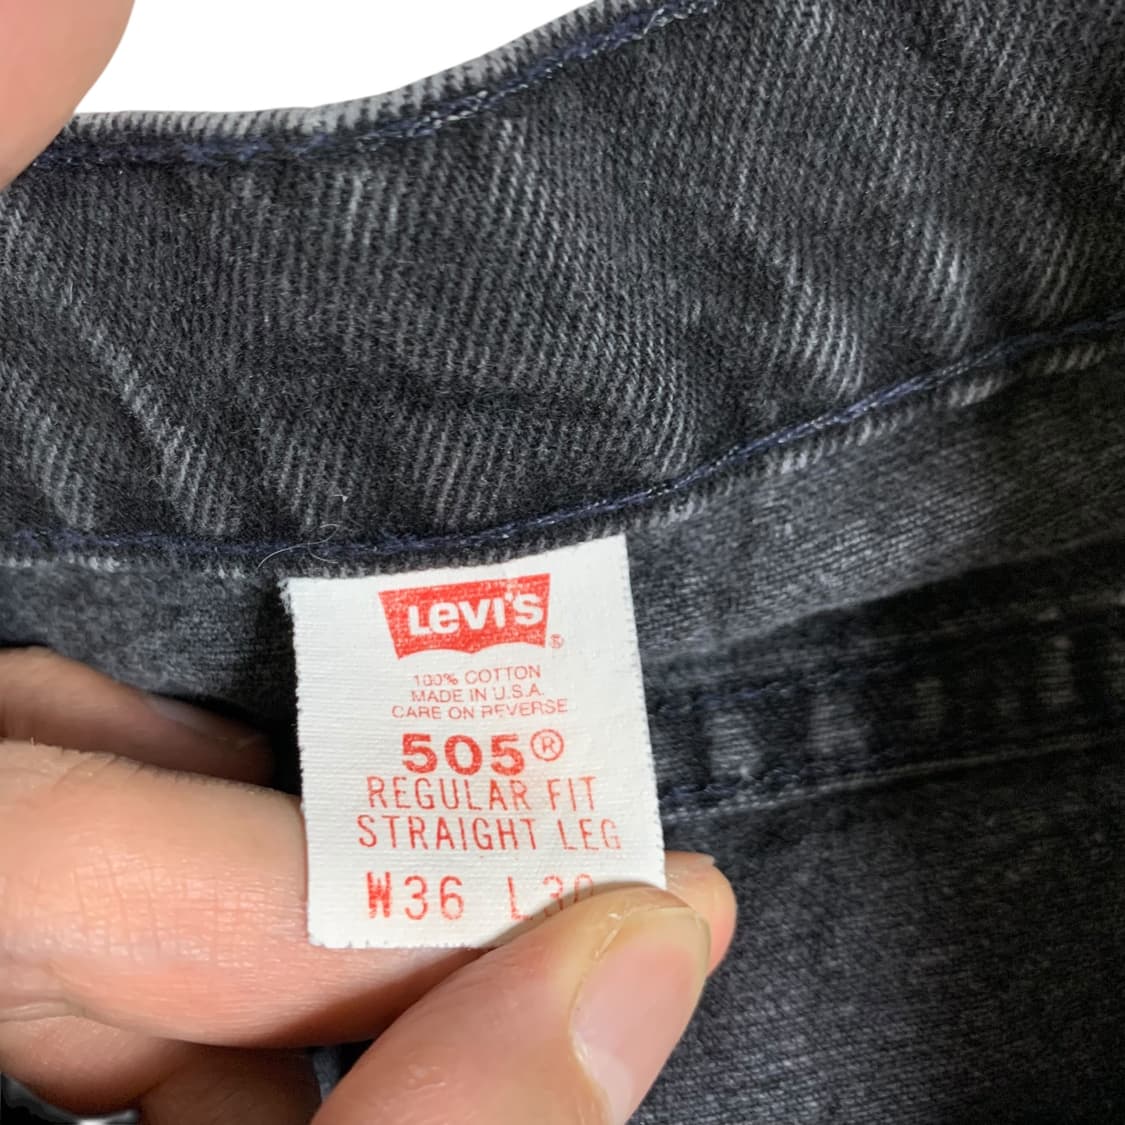 Levi's®
100% COTTON
MADE IN U.S.A.
CARE ON REVERSE
505®
REGULAR FIT
STRAIGHT LEG
W36